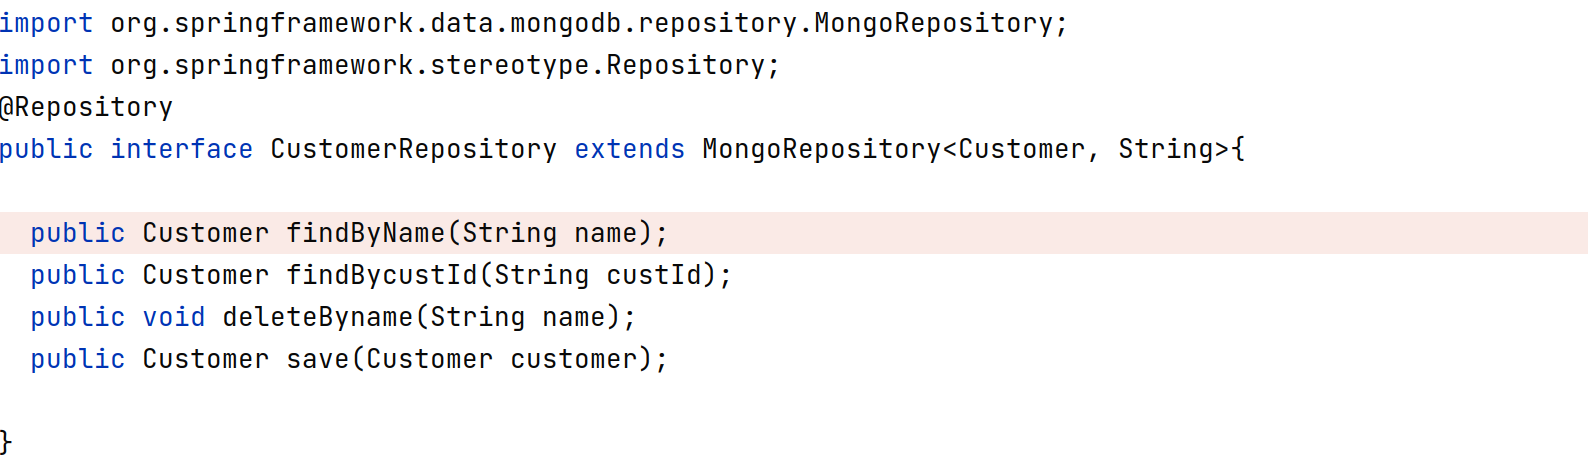 import org.springframework.data.mongodb.repository.MongoRepository;
import org.springframework.stereotype.Repository;
@Repository
public interface CustomerRepository extends MongoRepository<Customer, String>{
public Customer findByName(String name);
public Customer findBycustId(String custId);
public void deleteByname(String name);
public Customer save(Customer customer);
}